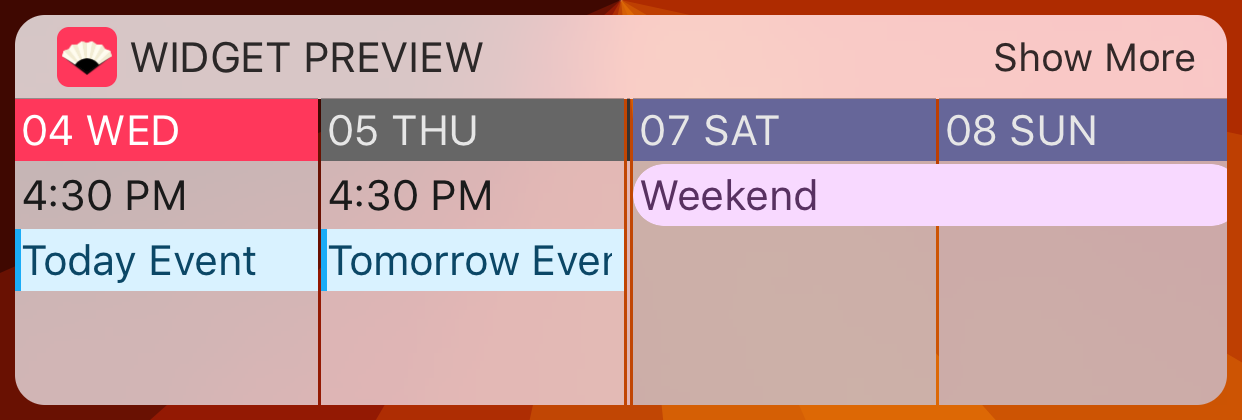 WIDGET PREVIEW
Show More
04 WED
05 THU
07 SAT
08 SUN
4:30 PM
4:30 PM
Weekend
Today Event
Tomorrow Ever